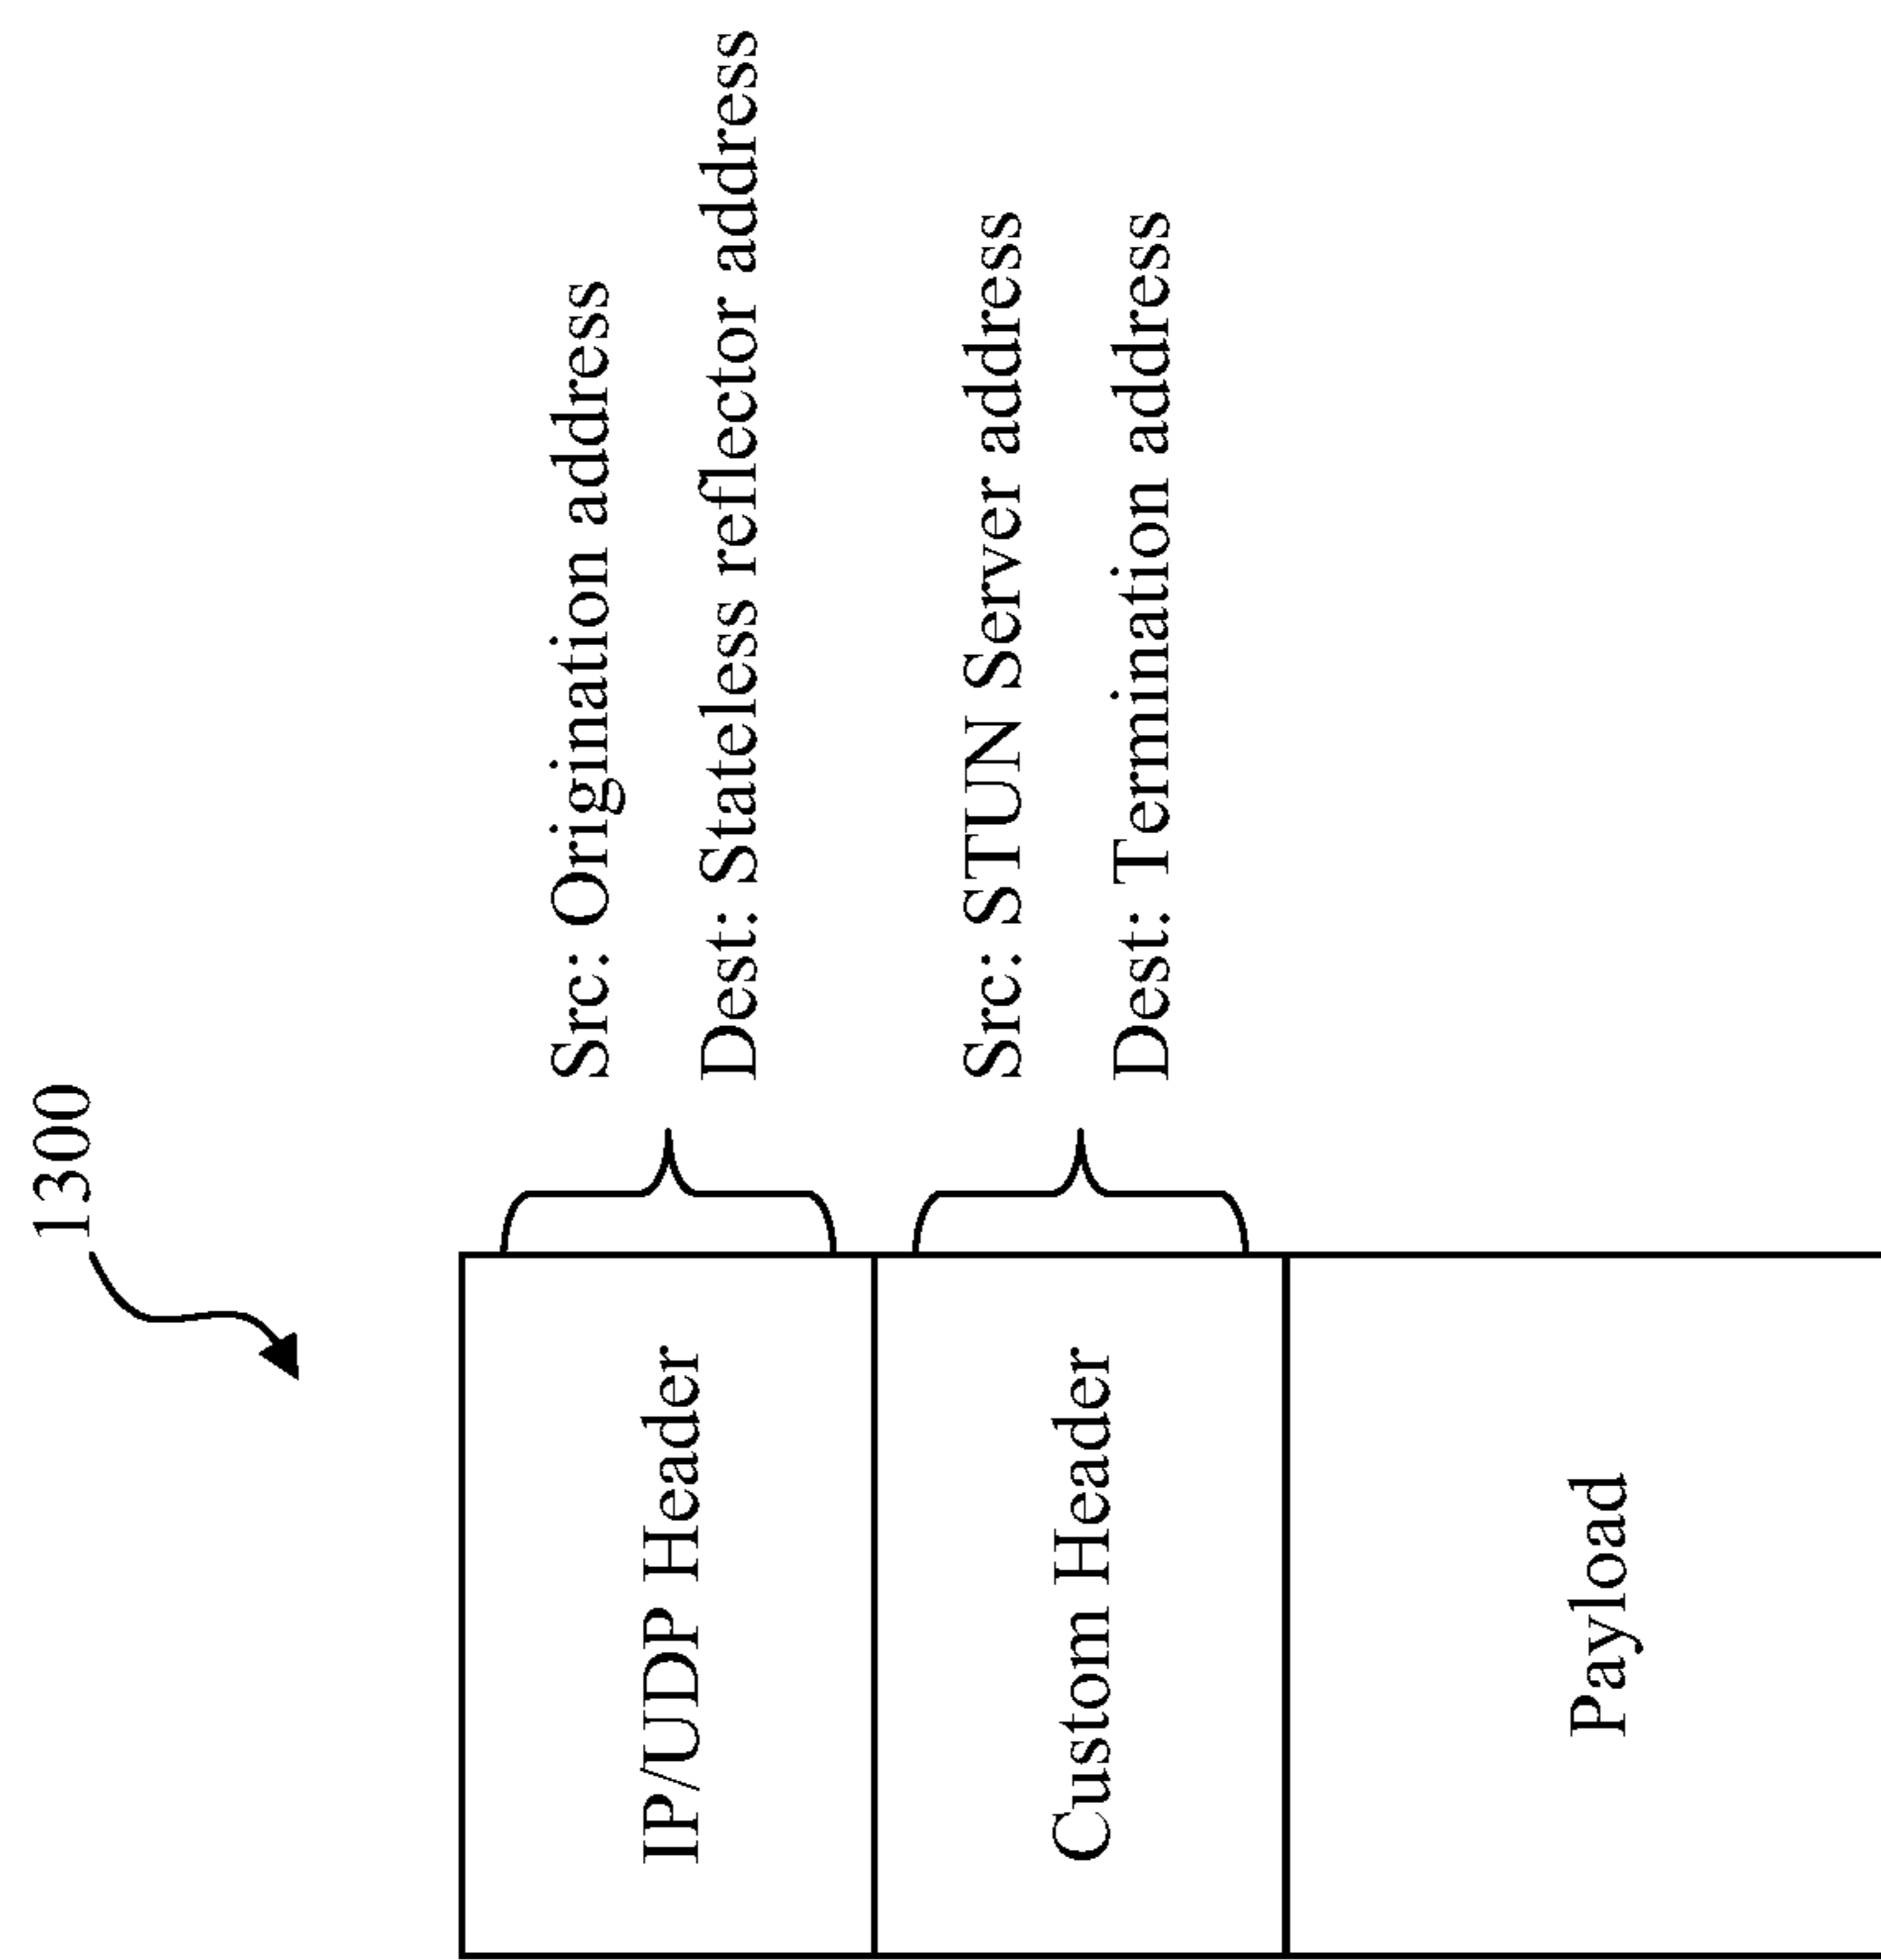 1300
IP/UDP Header
Src: Origination address
Dest: Stateless reflector address
Custom Header
Src: STUN Server address
Dest: Termination address
Payload